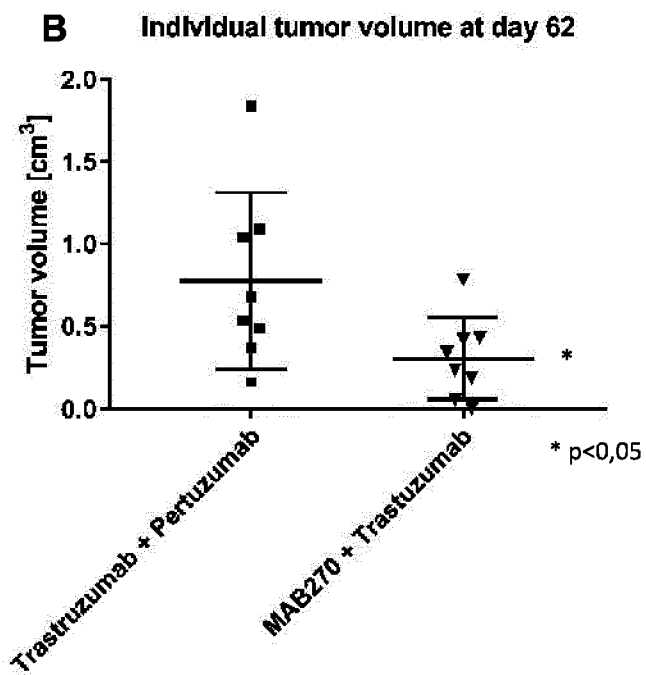 B Individual tumor volume at day 62
Tumor volume [cm³]
2.0
1.5
1.0
0.5
0.0
*
* p<0,05
Trastruzumab + Pertuzumab
MAB270 + Trastuzumab